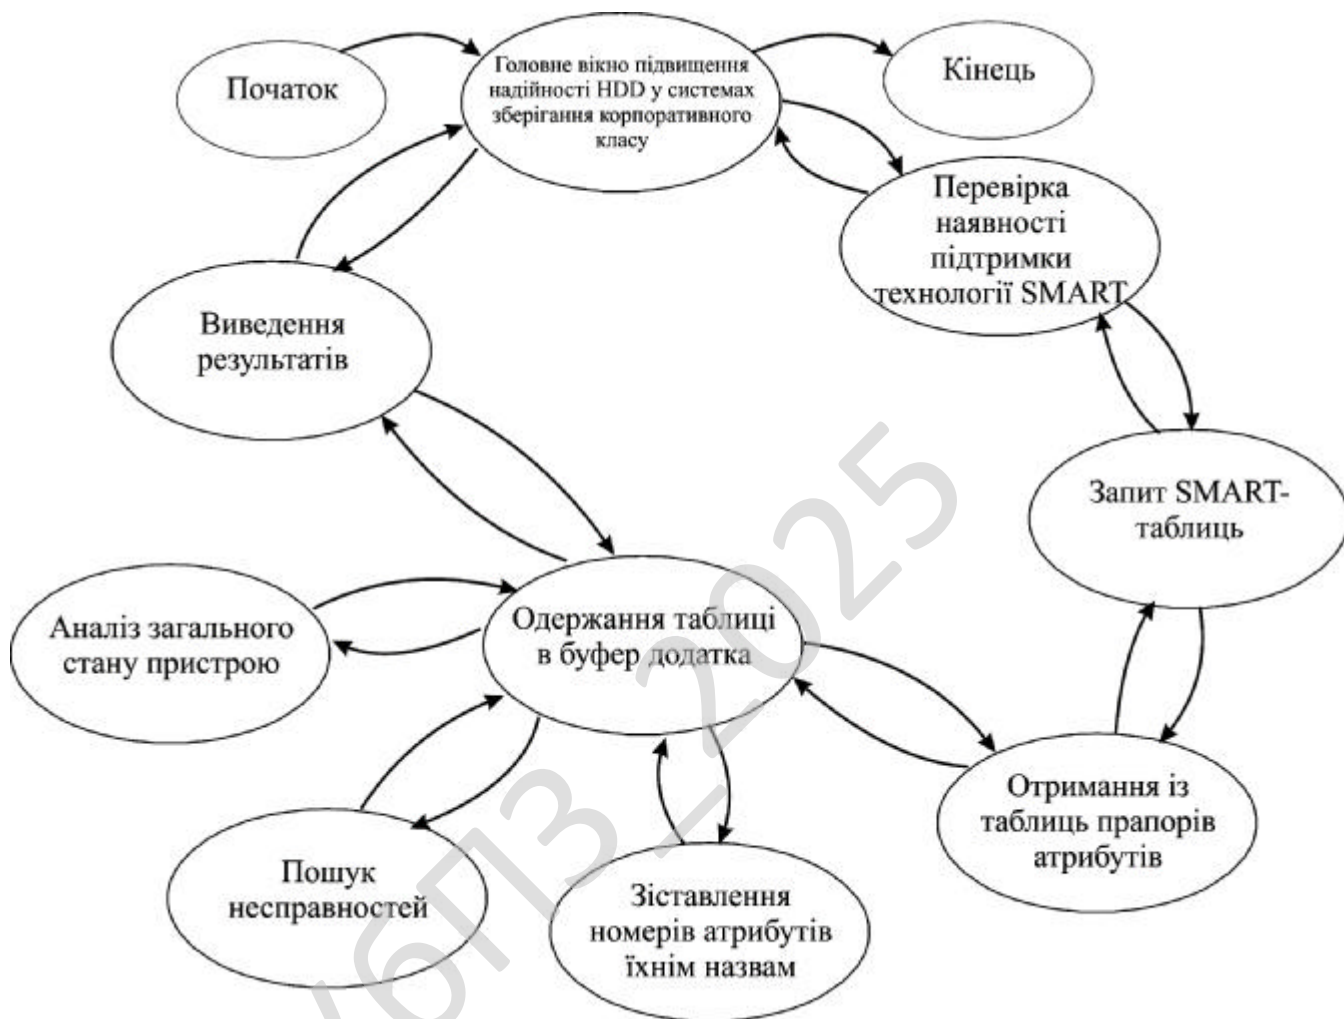 Початок
Головне вікно підвищення
надійності HDD у системах
зберігання корпоративного
класу
Кінець
Перевірка
наявності
підтримки
технології SMART
Виведення
результатів
Запит SMART-
таблиць
Аналіз загального
стану пристрою
Одержання таблиці
в буфер додатка
Отримання із
таблиць прапорів
атрибутів
Пошук
несправностей
Зіставлення
номерів атрибутів
їхнім назвам
2025